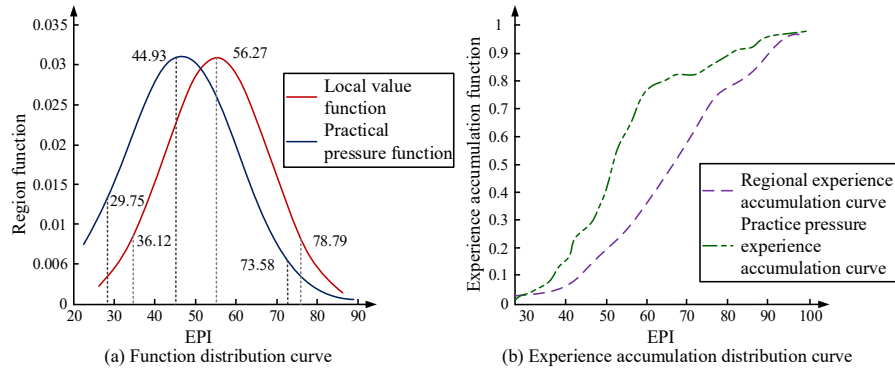 0.035
0.03
0.02
0.015
0.01
0.006
0
Region function
20
30
40
50
60
70
80
90
EPI
44.93
56.27
29.75
36.12
73.58
78.79
Local value
function
Practical
pressure function
(a) Function distribution curve
1
0.9
0.8
0.7
0.6
0.5
0.4
0.3
0.2
0.1
0
Experience accumulation function
30
40
50
60
70
80
90
100
EPI
Regional experience
accumulation curve
Practice pressure
experience
accumulation curve
(b) Experience accumulation distribution curve